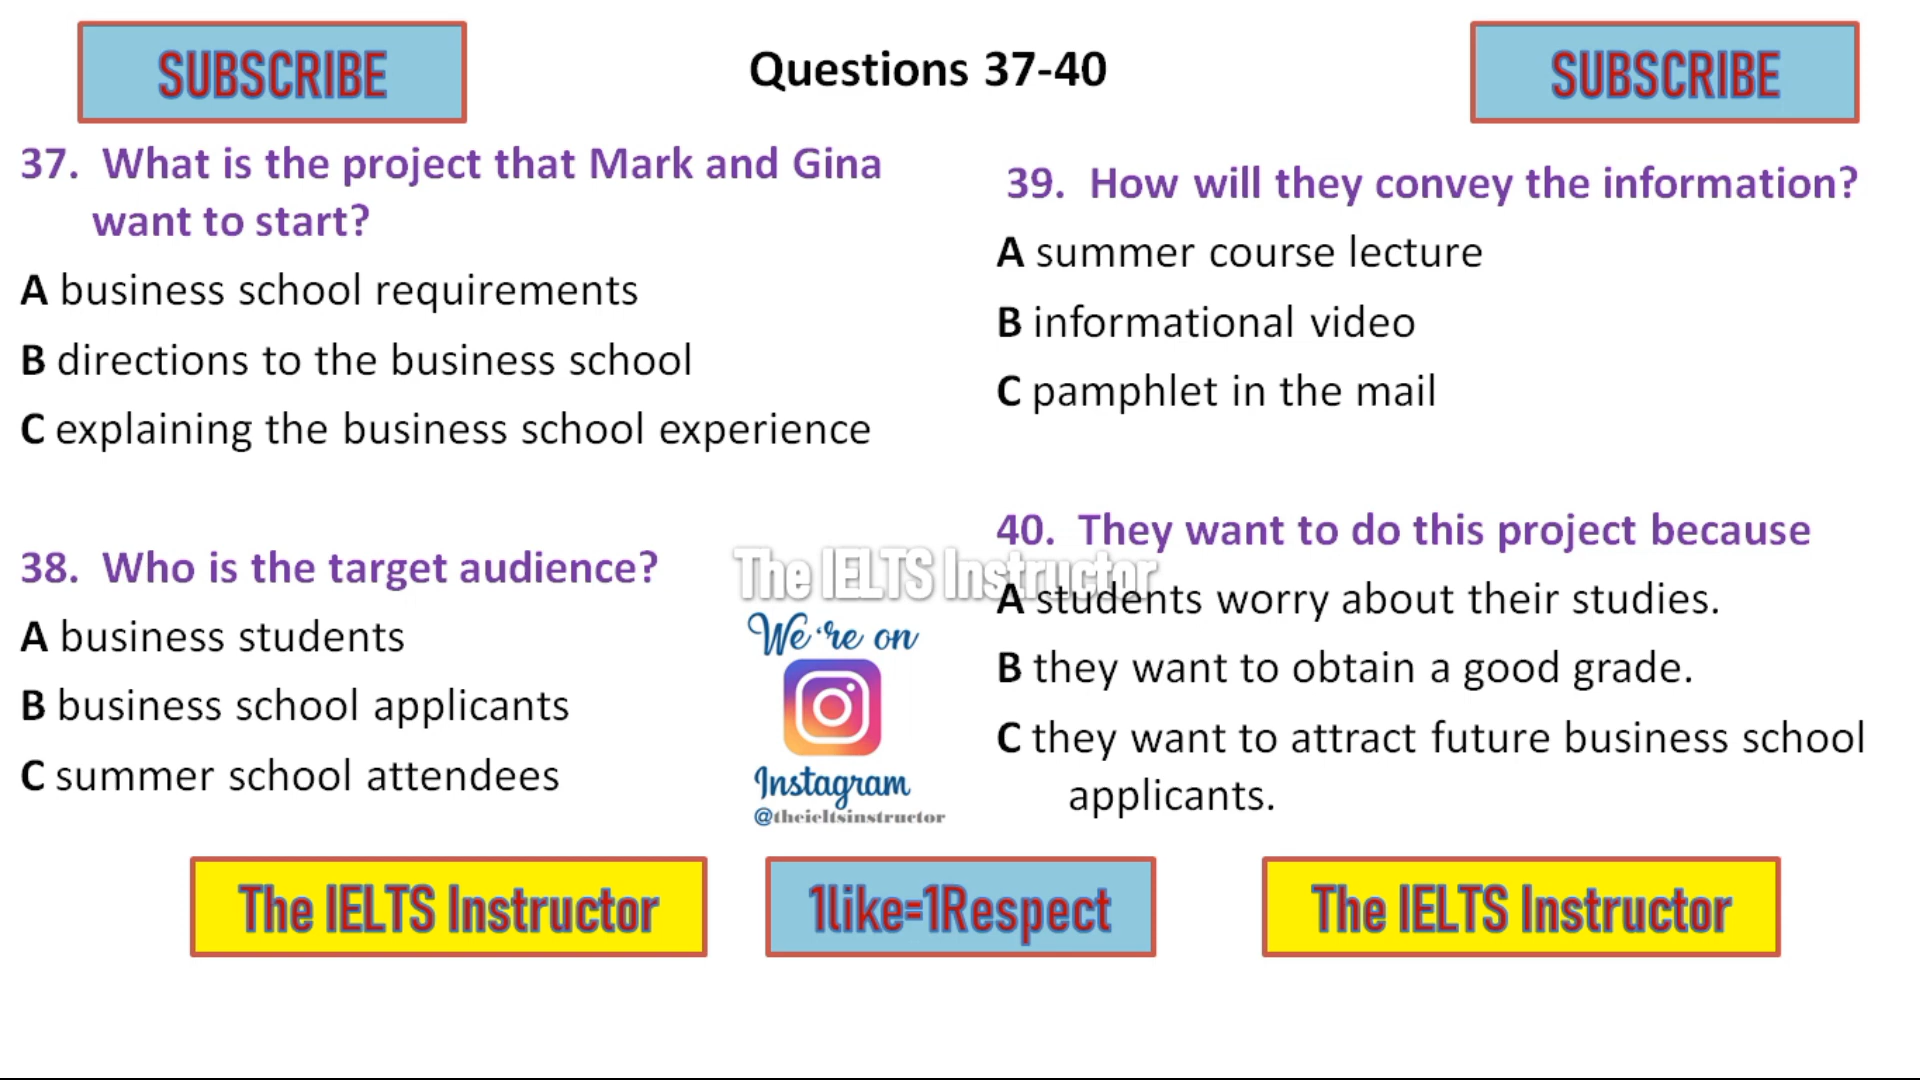 SUBSCRIBE
Questions 37-40
SUBSCRIBE
37. What is the project that Mark and Gina
want to start?
A business school requirements
B directions to the business school
C explaining the business school experience
38. Who is the target audience?
A business students
B business school applicants
C summer school attendees
39. How will they convey the information?
A summer course lecture
B informational video
C pamphlet in the mail
40. They want to do this project because
A students worry about their studies.
B they want to obtain a good grade.
C they want to attract future business school
applicants.
The IELTS Instructor
We're on
Instagram
@theieltsinstructor
The IELTS Instructor
1like=1Respect
The IELTS Instructor